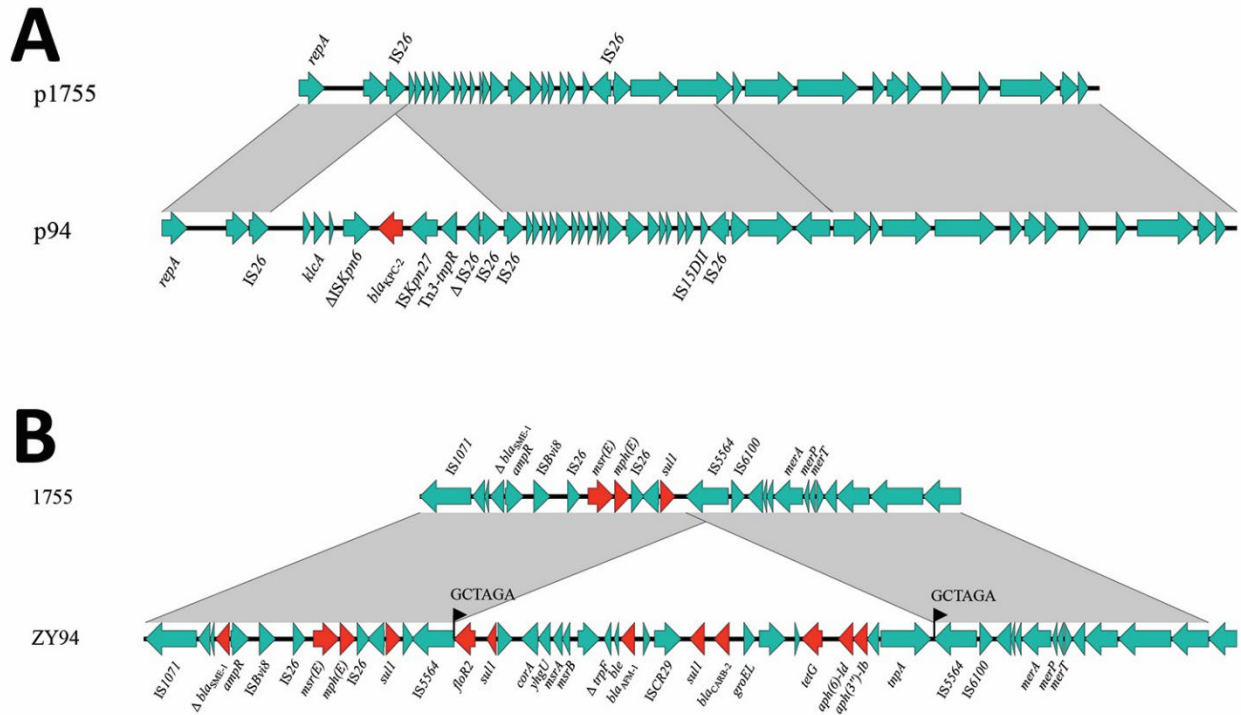 A
repA
IS26
IS26
p1755
p94
repA
IS26
klcA
ΔISKpn6
blaKPC-2
ISKpn27
Tn3-tnpR
Δ IS26
IS26
IS26
IS15DII
IS26
B
IS1071
Δ blaSME-1
ampR
ISBvi8
IS26
msr(E)
mph(E)
IS26
sul1
IS5564
IS6100
merA
merP
merT
1755
GCTAGA
GCTAGA
ZY94
IS1071
Δ blaSME-1
ampR
ISBvi8
IS26
msr(E)
mph(E)
IS26
sul1
IS5564
floR2
sul1
corA
yhgU
msrA
msrB
Δ trpF
ble
blaAFM-1
ISCR29
sul1
blaCARB-2
groEL
tetG
aph(6)-Id
aph(3")-Ib
tnpA
IS5564
IS6100
merA
merP
merT